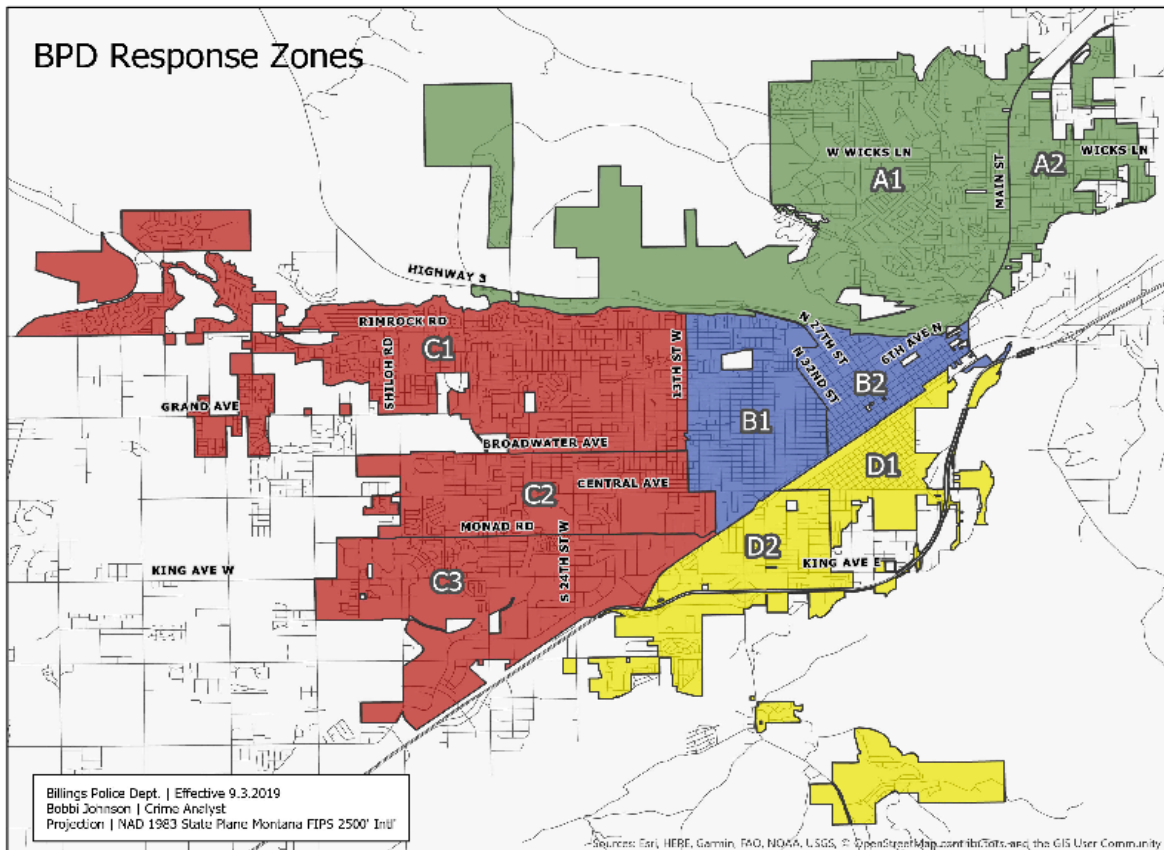 BPD Response Zones
W WICKS LN
WICKS LN
A1
A2
MAIN ST
HIGHWAY 3
RIMROCK RD
C1
SHILOH RD
13TH ST W
N 27TH ST
6TH AVE N
N 32ND ST
B2
GRAND AVE
B1
BROADWATER AVE
D1
C2
CENTRAL AVE
MONAD RD
D2
KING AVE W
C3
S 24TH ST W
KING AVE E
Billings Police Dept. | Effective 9.3.2019
Bobbi Johnson | Crime Analyst
Projection | NAD 1983 State Plane Montana FIPS 2500' Intl'
Sources: Esri, HERE, Garmin, FAO, NOAA, USGS, © OpenStreetMap contributors, and the GIS User Community